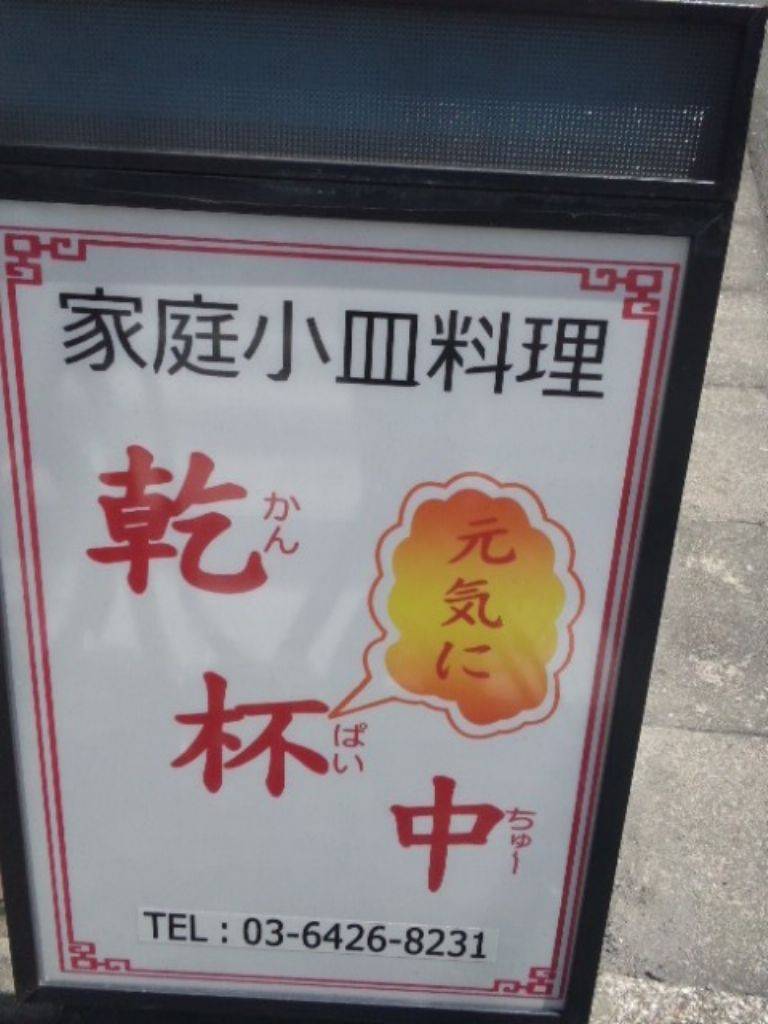 家庭小皿料理
乾
かん
元気に
杯
ぱい
中
ちゅ～
TEL：03-6426-8231